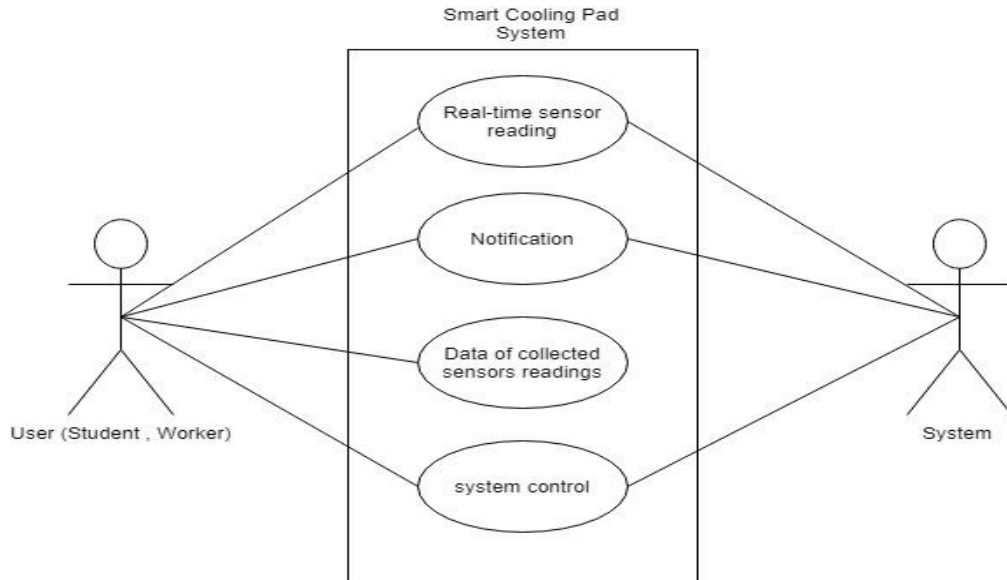 Smart Cooling Pad
System
Real-time sensor
reading
Notification
Data of collected
sensors readings
User (Student , Worker)
System
system control